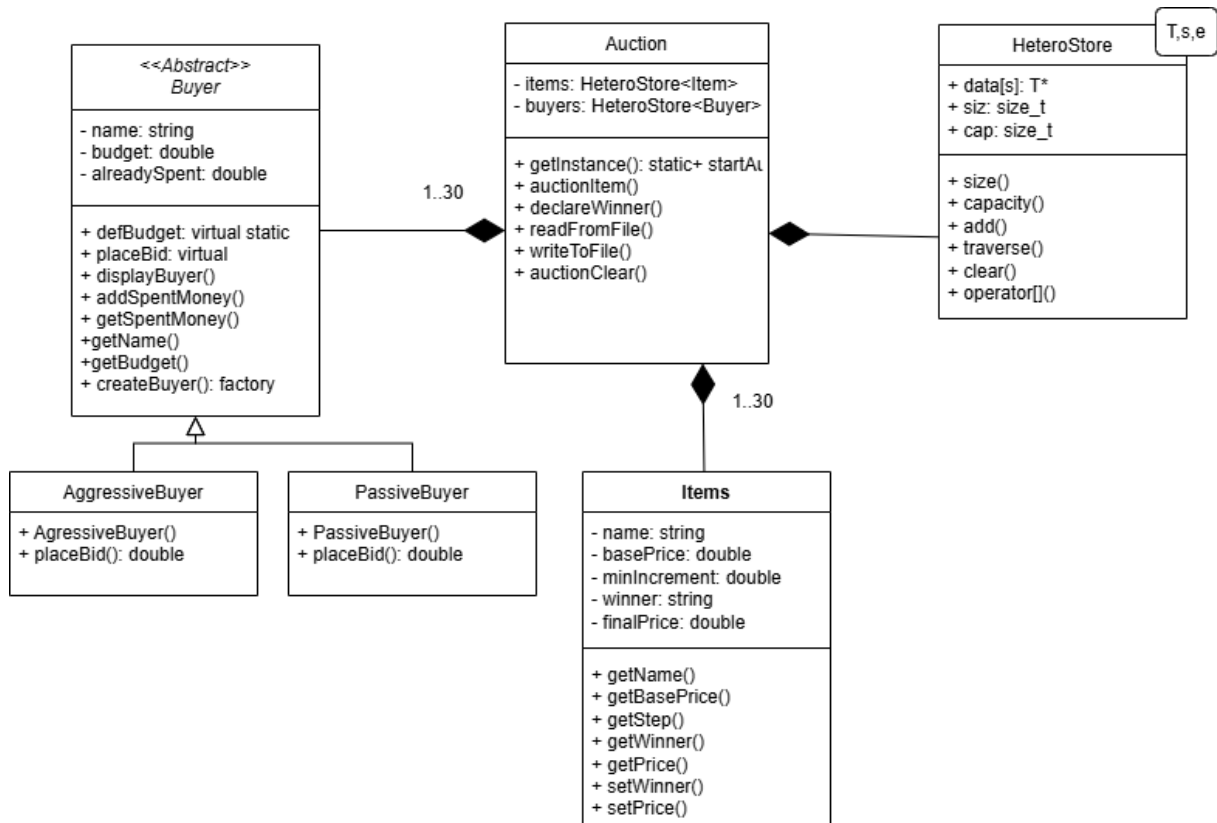 <<Abstract>>
Buyer
- name: string
- budget: double
- alreadySpent: double
+ defBudget: virtual static
+ placeBid: virtual
+ displayBuyer()
+ addSpentMoney()
+ getSpentMoney()
+getName()
+getBudget()
+ createBuyer(): factory
1..30
Auction
- items: HeteroStore<Item>
- buyers: HeteroStore<Buyer>
+ getInstance(): static+
+ auctionItem()
+ declareWinner()
+ readFromFile()
+ writeToFile()
+ auctionClear()
T,s,e
HeteroStore
+ data[s]: T*
+ siz: size_t
+ cap: size_t
+ size()
+ capacity()
+ add()
+ traverse()
+ clear()
+ operator[]()
1..30
AggressiveBuyer
+ AgressiveBuyer()
+ placeBid(): double
PassiveBuyer
+ PassiveBuyer()
+ placeBid(): double
Items
- name: string
- basePrice: double
- minIncrement: double
- winner: string
- finalPrice: double
+ getName()
+ getBasePrice()
+ getStep()
+ getWinner()
+ getPrice()
+ setWinner()
+ setPrice()